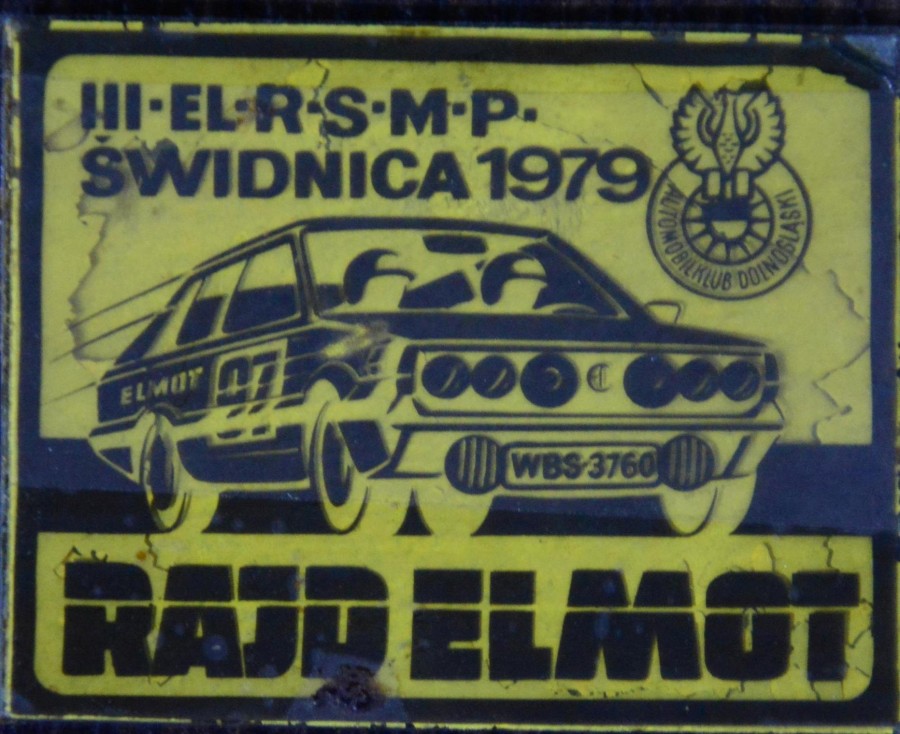 III·EL·R·S·M·P·
ŚWIDNICA 1979
AUTOMOBILKLUB DOLNOŚLĄSKI
ELMOT
97
WBS-3760
RAJD ELMOT